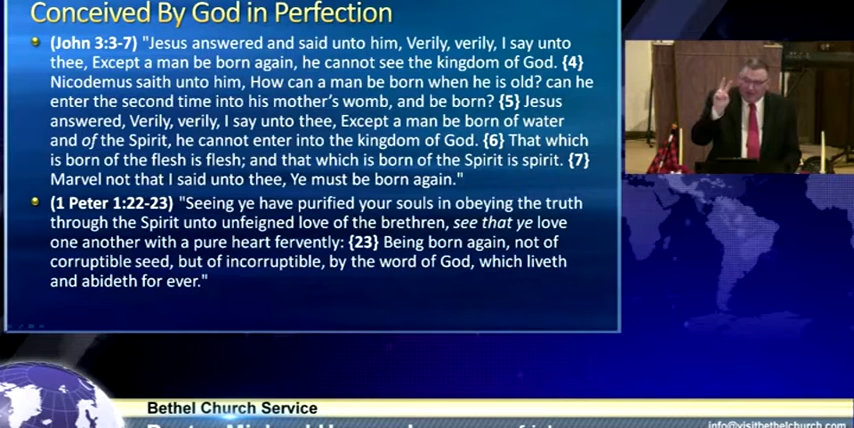 Conceived By God in Perfection
(John 3:3-7) "Jesus answered and said unto him, Verily, verily, I say unto
thee, Except a man be born again, he cannot see the kingdom of God. {4}
Nicodemus saith unto him, How can a man be born when he is old? can he
enter the second time into his mother's womb, and be born? {5} Jesus
answered, Verily, verily, I say unto thee, Except a man be born of water
and of the Spirit, he cannot enter into the kingdom of God. {6} That which
is born of the flesh is flesh; and that which is born of the Spirit is spirit. {7}
Marvel not that I said unto thee, Ye must be born again."
(1 Peter 1:22-23) "Seeing ye have purified your souls in obeying the truth
through the Spirit unto unfeigned love of the brethren, see that ye love
one another with a pure heart fervently: {23} Being born again, not of
corruptible seed, but of incorruptible, by the word of God, which liveth
and abideth for ever."
Bethel Church Service
info@visitbethelchurch.com